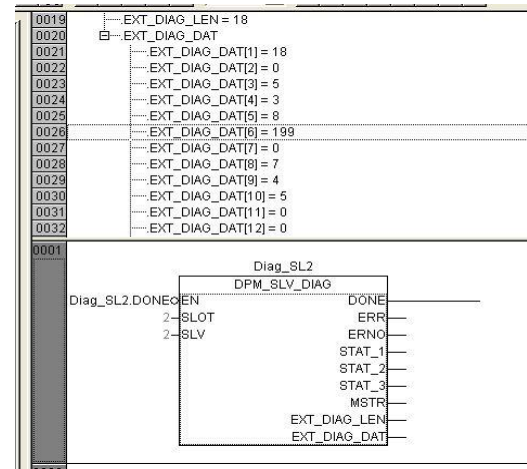 0019 .EXT_DIAG_LEN = 18
0020 .EXT_DIAG_DAT
0021 .EXT_DIAG_DAT[1] = 18
0022 .EXT_DIAG_DAT[2] = 0
0023 .EXT_DIAG_DAT[3] = 5
0024 .EXT_DIAG_DAT[4] = 3
0025 .EXT_DIAG_DAT[5] = 8
0026 .EXT_DIAG_DAT[6] = 199
0027 .EXT_DIAG_DAT[7] = 0
0028 .EXT_DIAG_DAT[8] = 7
0029 .EXT_DIAG_DAT[9] = 4
0030 .EXT_DIAG_DAT[10] = 5
0031 .EXT_DIAG_DAT[11] = 0
0032 .EXT_DIAG_DAT[12] = 0
0001
Diag_SL2
DPM_SLV_DIAG
Diag_SL2.DONE EN DONE
2 SLOT ERR
2 SLV ERNO
STAT_1
STAT_2
STAT_3
MSTR
EXT_DIAG_LEN
EXT_DIAG_DAT